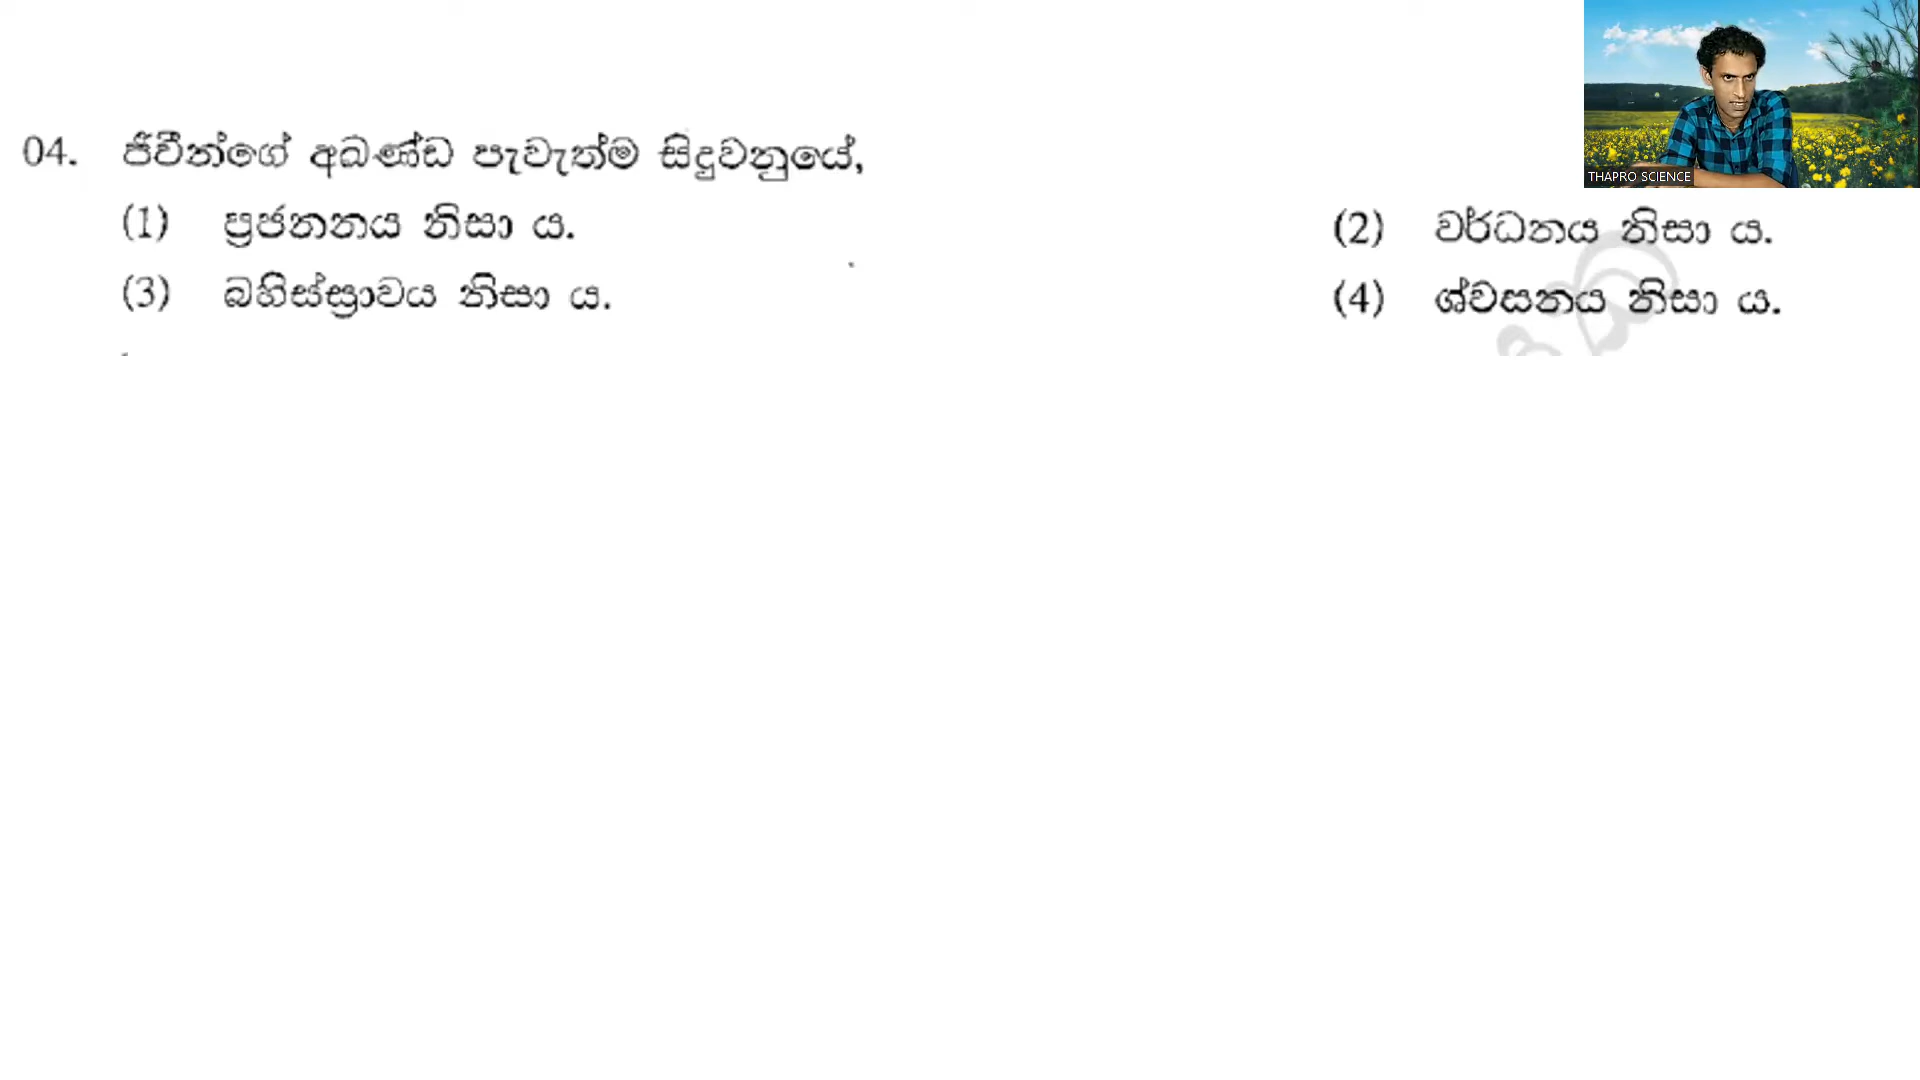 THAPRO SCIENCE
04. ජීවීන්ගේ අඛණ්ඩ පැවැත්ම සිදුවනුයේ,
(1) ප්‍රජනනය නිසා ය. (2) වර්ධනය නිසා ය.
(3) බහිස්ස්‍රාවය නිසා ය. (4) ශ්වසනය නිසා ය.